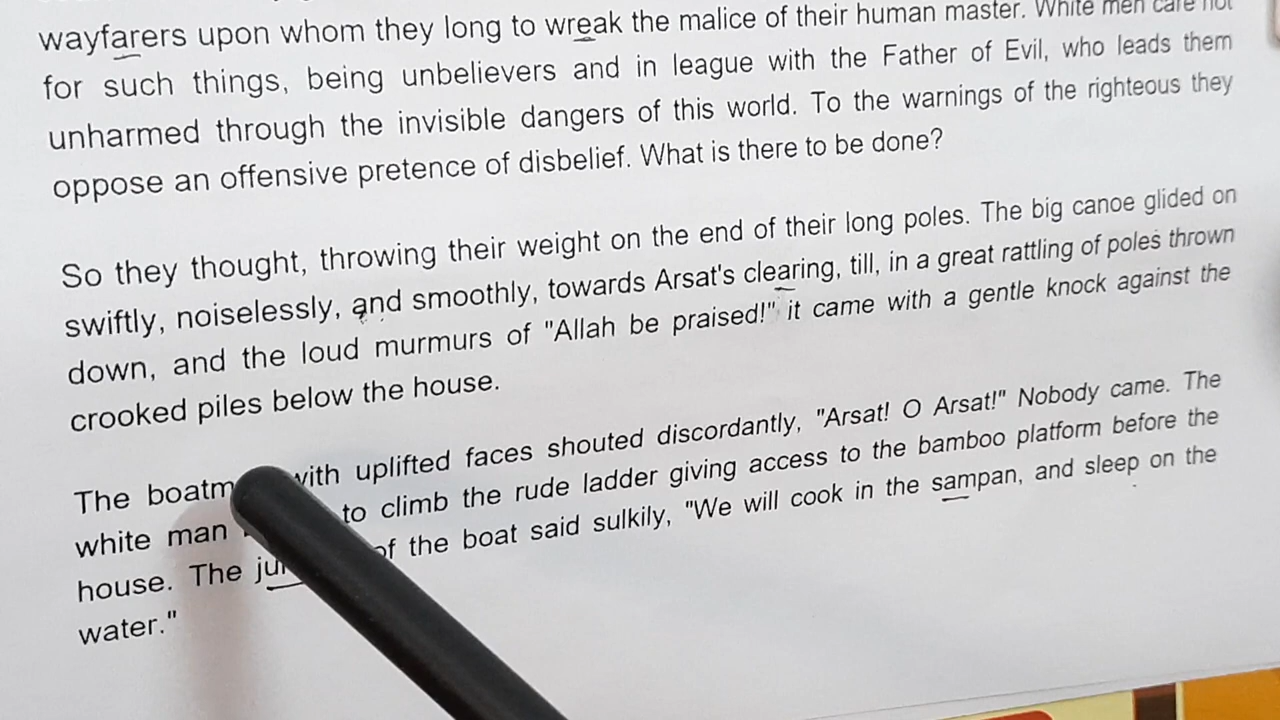 wayfarers upon whom they long to wreak the malice of their human master. White men care not
for such things, being unbelievers and in league with the Father of Evil, who leads them
unharmed through the invisible dangers of this world. To the warnings of the righteous they
oppose an offensive pretence of disbelief. What is there to be done?
So they thought, throwing their weight on the end of their long poles. The big canoe glided on
swiftly, noiselessly, and smoothly, towards Arsat's clearing, till, in a great rattling of poles thrown
down, and the loud murmurs of "Allah be praised!" it came with a gentle knock against the
crooked piles below the house.
The with uplifted faces shouted discordantly, "Arsat! O Arsat!" Nobody came. The
white man to climb the rude ladder giving access to the bamboo platform before the
house. The of the boat said sulkily, "We will cook in the sampan, and sleep on the
water."